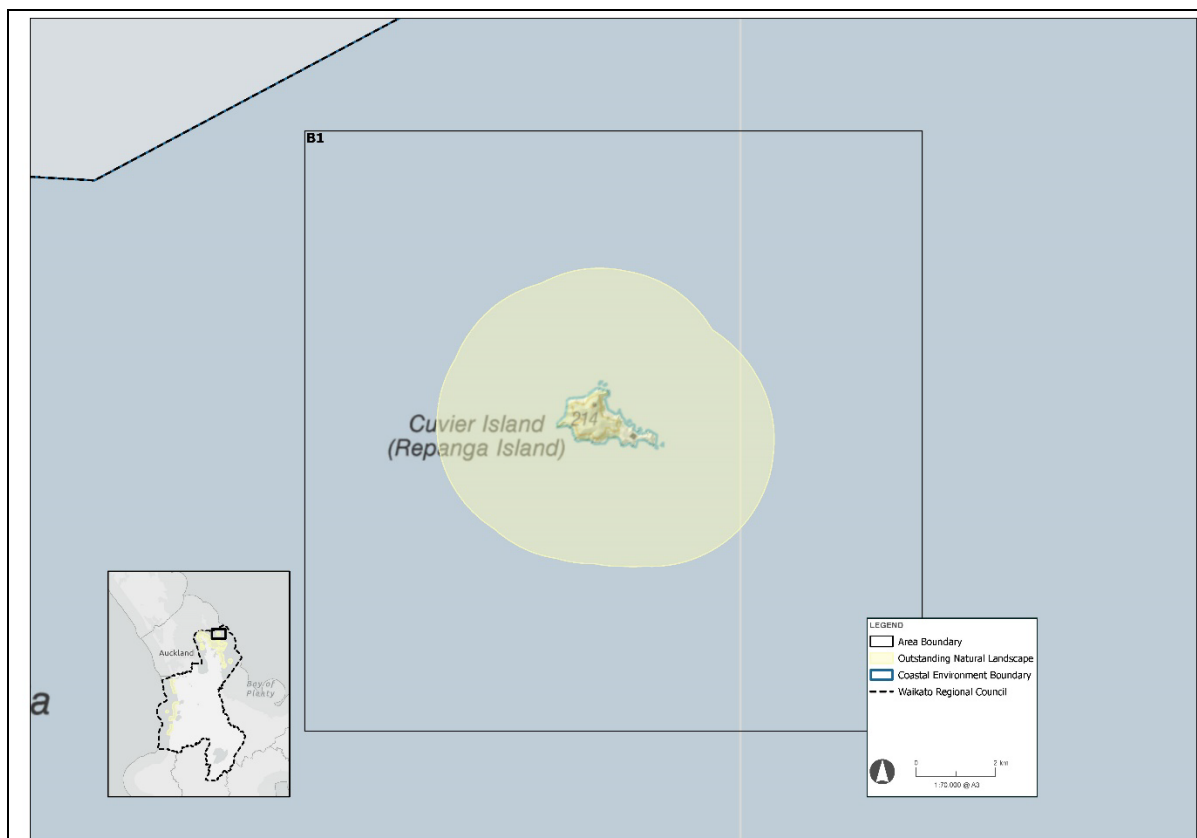 B1
Cuvier Island
(Repanga Island)
214
a
Auckland
Bay of
Plenty
LEGEND
Area Boundary
Outstanding Natural Landscape
Coastal Environment Boundary
Waikato Regional Council
0 2 km
1:70,000 @ A3